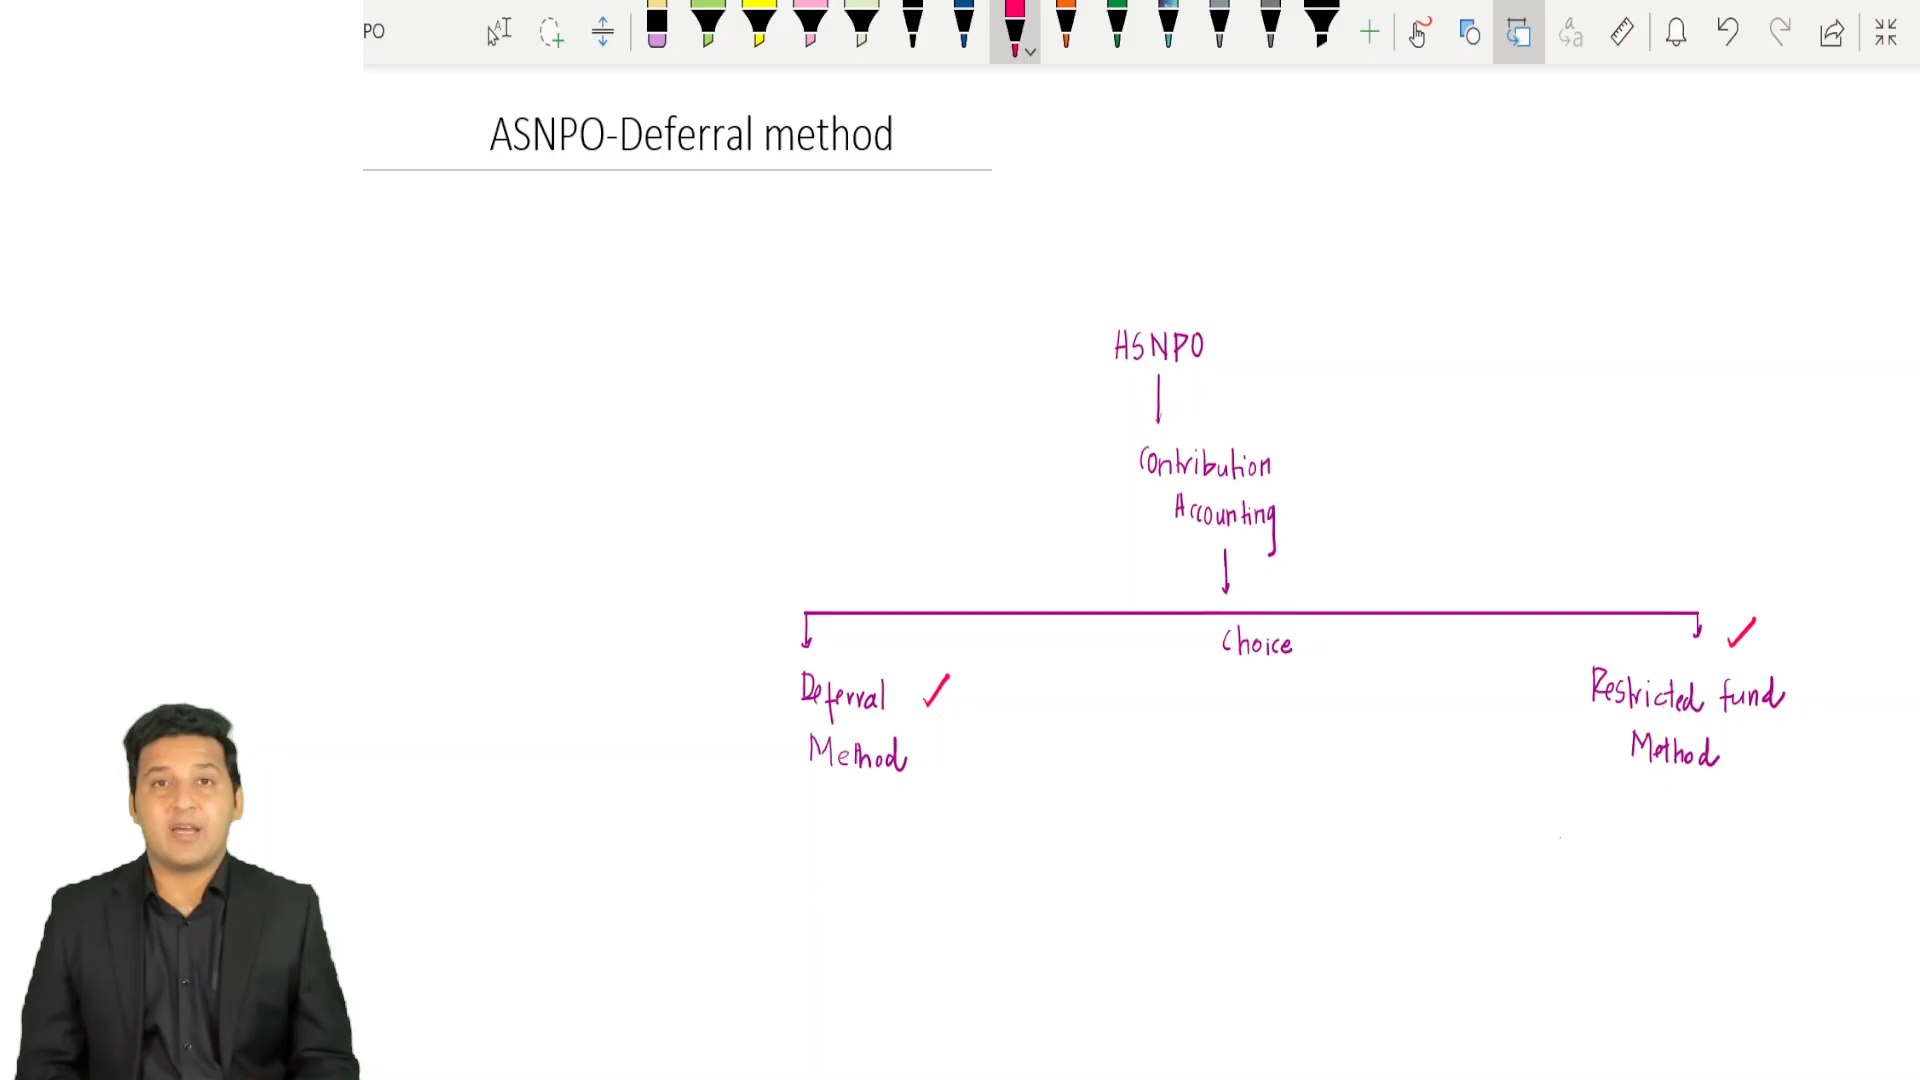 PO
ASNPO-Deferral method
ASNPO
Contribution
Accounting
Choice
Deferral
Method
Restricted fund
Method